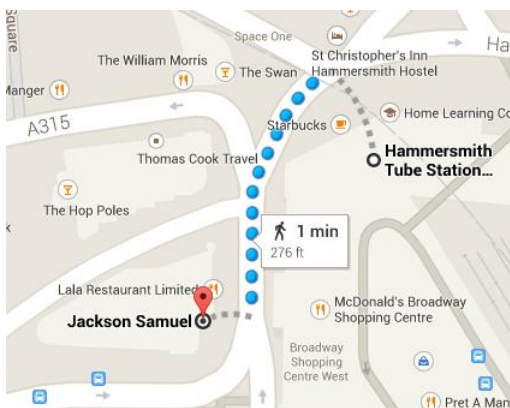 Square
Space One
St Christopher's Inn
Hammersmith Hostel
Ha
The William Morris
The Swan
Manger
Starbucks
Home Learning Co
A315
Thomas Cook Travel
Hammersmith
Tube Station...
The Hop Poles
1 min
276 ft
Lala Restaurant Limited
McDonald's Broadway
Shopping Centre
Jackson Samuel
Broadway
Shopping
Centre West
Pret A Man